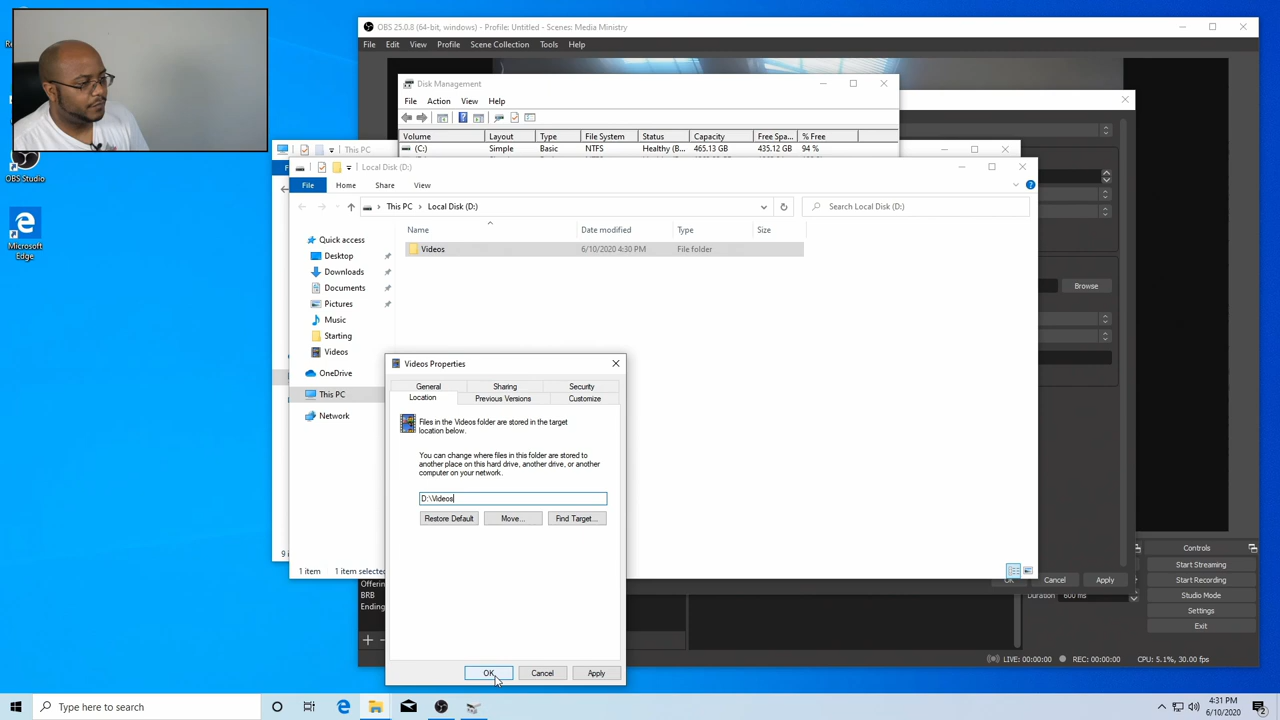 OBS 25.0.8 (64-bit, windows) - Profile: Untitled - Scenes: Media Ministry
File Edit View Profile Scene Collection Tools Help
Disk Management
File Action View Help
Volume Layout Type File System Status Capacity Free Spa... % Free
(C:) Simple Basic NTFS Healthy (B... 465.13 GB 435.12 GB 94 %
This PC
Local Disk (D:)
File Home Share View
This PC Local Disk (D:) Search Local Disk (D:)
Name Date modified Type Size
Videos 6/10/2020 4:30 PM File folder
Quick access
Desktop
Downloads
Documents
Pictures
Music
Starting
Videos
OneDrive
This PC
Network
1 item 1 item selected
Browse
OBS Studio
Microsoft
Edge
Videos Properties
General Sharing Security
Location Previous Versions Customize
Files in the Videos folder are stored in the target
location below.
You can change where files in this folder are stored to
another place on this hard drive, another drive, or another
computer on your network.
D:\Videos
Restore Default Move... Find Target...
OK Cancel Apply
OK Cancel Apply
Offering
BRB
Ending
Duration 600 ms
Controls
Start Streaming
Start Recording
Studio Mode
Settings
Exit
LIVE: 00:00:00 REC: 00:00:00 CPU: 5.1%, 30.00 fps
Type here to search
4:31 PM
6/10/2020
2